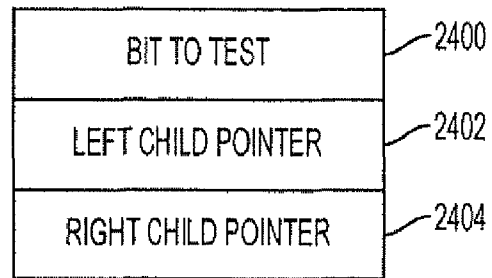 BIT TO TEST 2400
LEFT CHILD POINTER 2402
RIGHT CHILD POINTER 2404